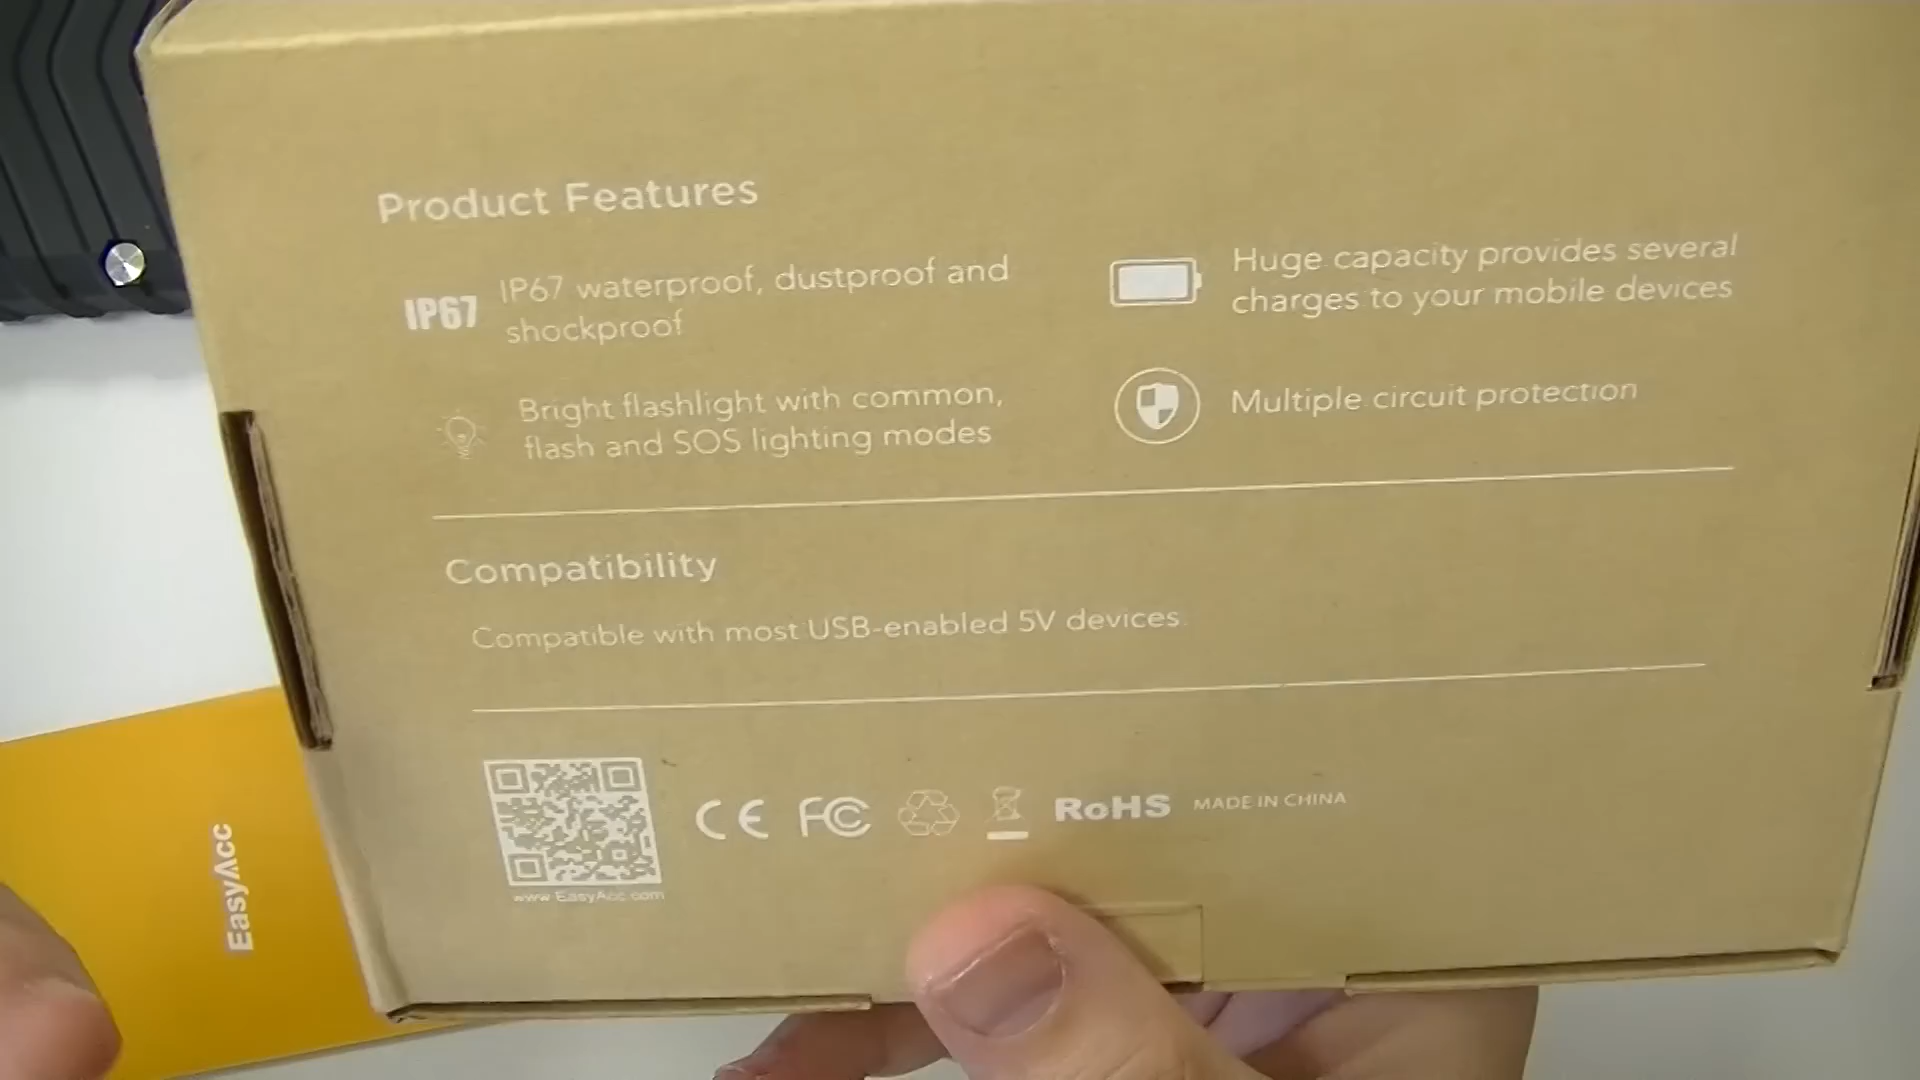 Product Features
IP67
IP67 waterproof, dustproof and
shockproof
Huge capacity provides several
charges to your mobile devices
Bright flashlight with common,
flash and SOS lighting modes
Multiple circuit protection
Compatibility
Compatible with most USB-enabled 5V devices.
CE FC RoHS MADE IN CHINA
www.EasyAcc.com
EasyAcc